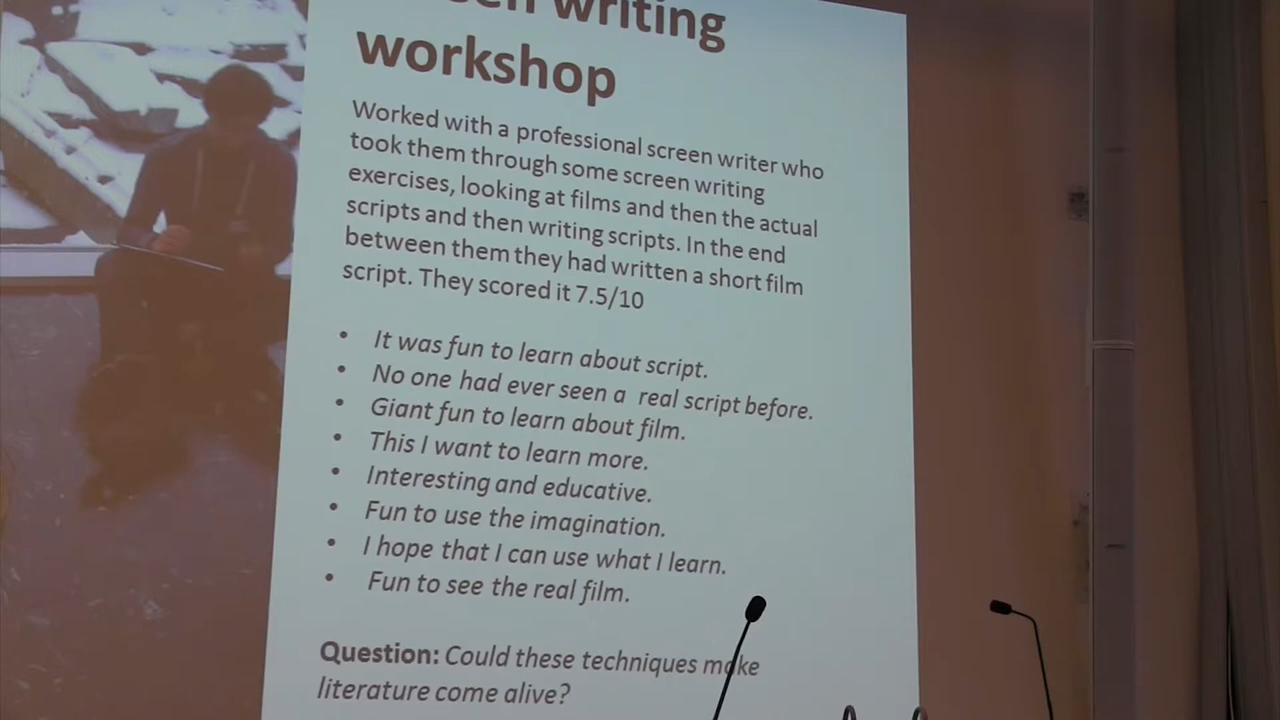 writing
workshop
Worked with a professional screen writer who
took them through some screen writing
exercises, looking at films and then the actual
scripts and then writing scripts. In the end
between them they had written a short film
script. They scored it 7.5/10
• It was fun to learn about script.
• No one had ever seen a real script before.
• Giant fun to learn about film.
• This I want to learn more.
• Interesting and educative.
• Fun to use the imagination.
• I hope that I can use what I learn.
• Fun to see the real film.
Question: Could these techniques make
literature come alive?